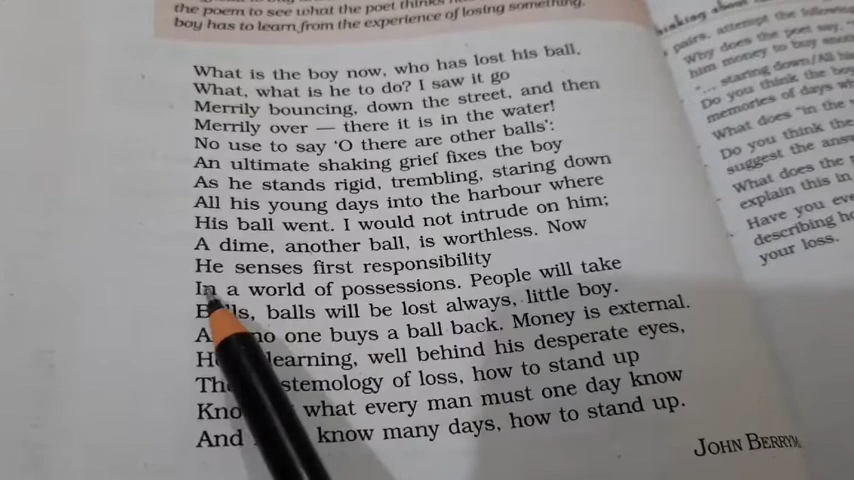 the poem to see what the poet thinks
boy has to learn from the experience of losing something.
What is the boy now, who has lost his ball,
What, what is he to do? I saw it go
Merrily bouncing, down the street, and then
Merrily over — there it is in the water!
No use to say ‘O there are other balls’:
An ultimate shaking grief fixes the boy
As he stands rigid, trembling, staring down
All his young days into the harbour where
His ball went. I would not intrude on him;
A dime, another ball, is worthless. Now
He senses first responsibility
In a world of possessions. People will take
Balls, balls will be lost always, little boy.
no one buys a ball back. Money is external.
learning, well behind his desperate eyes,
The stemology of loss, how to stand up
Kno what every man must one day know
And know many days, how to stand up.
JOHN BERRYM
pairs, attempt the following
Why does the poet say, "
him money to buy
"... staring down/All hi
Do you think the boy
memories of days w
What does "in the
Do you think the
suggest the ans
What does the
explain this in
Have you ev
describing h
your loss.